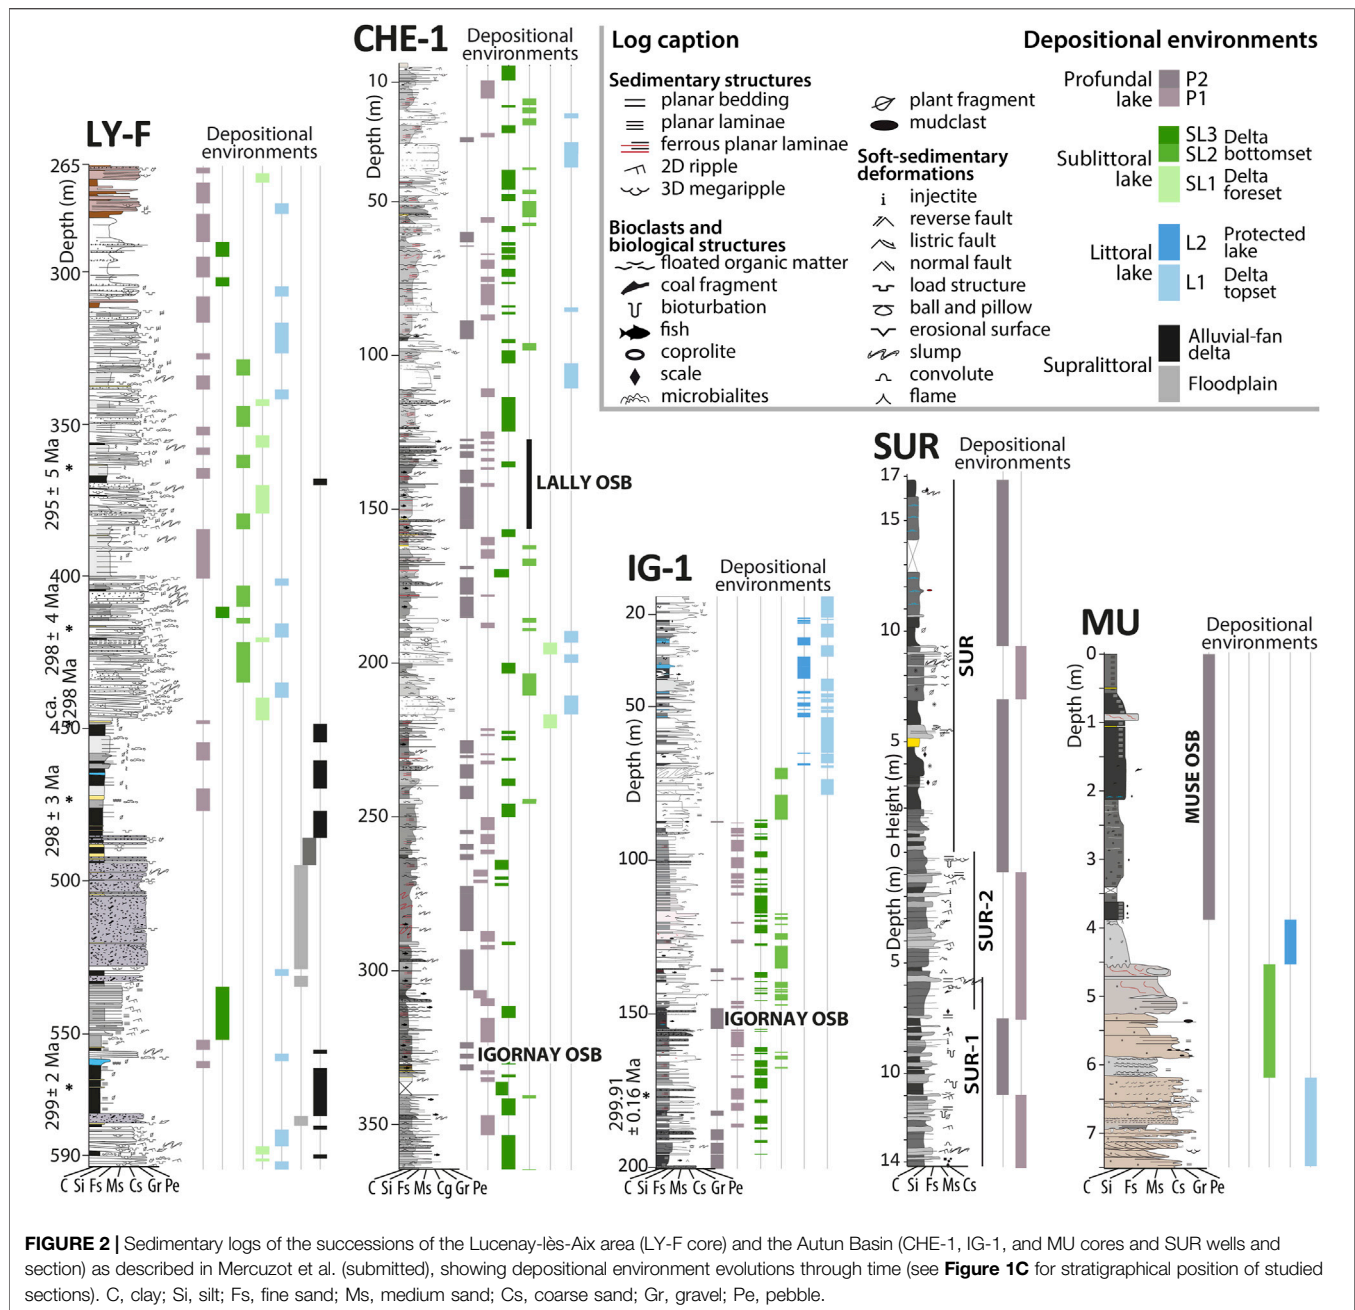 LY-F
Depositional
environments
265
300
350
400
450
500
550
590
Depth (m)
295 ± 5 Ma
*
298 ± 4 Ma
*
ca.
298 Ma
*
298 ± 3 Ma
*
299 ± 2 Ma
*
C Si Fs Ms Cs Gr Pe
CHE-1
Depositional
environments
10
50
100
150
200
250
300
350
Depth (m)
LALLY OSB
IGORNAY OSB
C Si Fs Ms Cg Gr Pe
Log caption
Sedimentary structures
planar bedding
planar laminae
ferrous planar laminae
2D ripple
3D megaripple
Bioclasts and
biological structures
floated organic matter
coal fragment
bioturbation
fish
coprolite
scale
microbialites
plant fragment
mudclast
Soft-sedimentary
deformations
injectite
reverse fault
listric fault
normal fault
load structure
ball and pillow
erosional surface
slump
convolute
flame
Depositional environments
Profundal
lake
P2
P1
Sublittoral
lake
SL3 Delta
SL2 bottomset
SL1 Delta
foreset
Littoral
lake
L2 Protected
lake
L1 Delta
topset
Supralittoral
Alluvial-fan
delta
Floodplain
IG-1
Depositional
environments
20
50
100
150
200
Depth (m)
IGORNAY OSB
299.91
± 0.16 Ma
*
C Si Fs Ms Cs Gr Pe
SUR
Depositional
environments
17
15
10
5
0
5
10
14
Height (m)
Depth (m)
SUR
SUR-2
SUR-1
C Si Fs Ms Cs
MU
Depositional
environments
0
1
2
3
4
5
6
7
Depth (m)
MUSE OSB
C Si Fs Ms Cs Gr Pe
FIGURE 2 | Sedimentary logs of the successions of the Lucenay-lès-Aix area (LY-F core) and the Autun Basin (CHE-1, IG-1, and MU cores and SUR wells and
section) as described in Mercuzot et al. (submitted), showing depositional environment evolutions through time (see Figure 1C for stratigraphical position of studied
sections). C, clay; Si, silt; Fs, fine sand; Ms, medium sand; Cs, coarse sand; Gr, gravel; Pe, pebble.